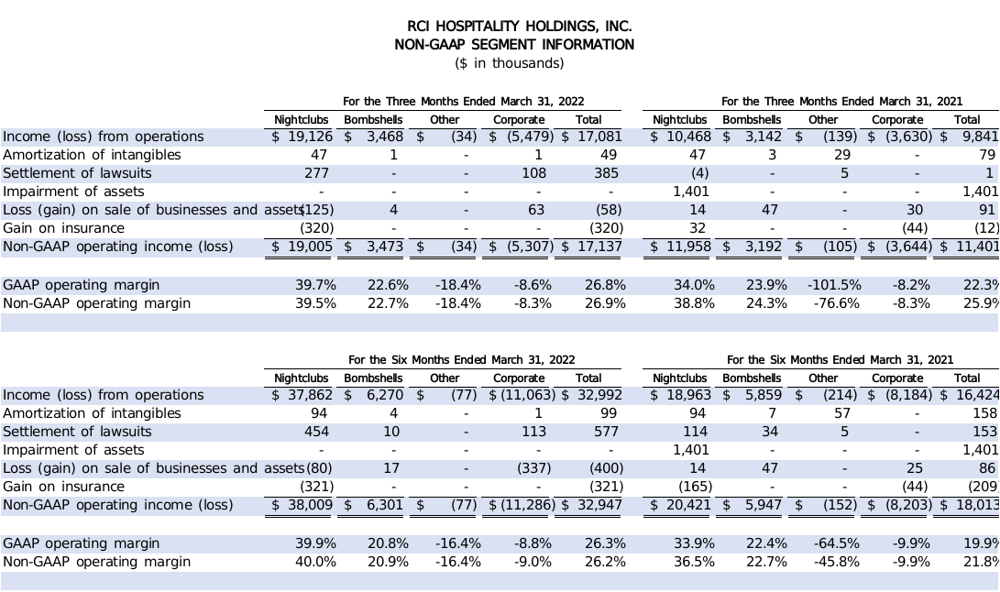 RCI HOSPITALITY HOLDINGS, INC.
NON-GAAP SEGMENT INFORMATION
($ in thousands)
For the Three Months Ended March 31, 2022 For the Three Months Ended March 31, 2021
Nightclubs Bombshells Other Corporate Total Nightclubs Bombshells Other Corporate Total
Income (loss) from operations $ 19,126 $ 3,468 $ (34) $ (5,479) $ 17,081 $ 10,468 $ 3,142 $ (139) $ (3,630) $ 9,841
Amortization of intangibles 47 1 - 1 49 47 3 29 - 79
Settlement of lawsuits 277 - - 108 385 (4) - 5 - 1
Impairment of assets - - - - - 1,401 - - - 1,401
Loss (gain) on sale of businesses and assets (125) 4 - 63 (58) 14 47 - 30 91
Gain on insurance (320) - - - (320) 32 - - (44) (12)
Non-GAAP operating income (loss) $ 19,005 $ 3,473 $ (34) $ (5,307) $ 17,137 $ 11,958 $ 3,192 $ (105) $ (3,644) $ 11,401
GAAP operating margin 39.7% 22.6% -18.4% -8.6% 26.8% 34.0% 23.9% -101.5% -8.2% 22.3%
Non-GAAP operating margin 39.5% 22.7% -18.4% -8.3% 26.9% 38.8% 24.3% -76.6% -8.3% 25.9%
For the Six Months Ended March 31, 2022 For the Six Months Ended March 31, 2021
Nightclubs Bombshells Other Corporate Total Nightclubs Bombshells Other Corporate Total
Income (loss) from operations $ 37,862 $ 6,270 $ (77) $ (11,063) $ 32,992 $ 18,963 $ 5,859 $ (214) $ (8,184) $ 16,424
Amortization of intangibles 94 4 - 1 99 94 7 57 - 158
Settlement of lawsuits 454 10 - 113 577 114 34 5 - 153
Impairment of assets - - - - - 1,401 - - - 1,401
Loss (gain) on sale of businesses and assets (80) 17 - (337) (400) 14 47 - 25 86
Gain on insurance (321) - - - (321) (165) - - (44) (209)
Non-GAAP operating income (loss) $ 38,009 $ 6,301 $ (77) $ (11,286) $ 32,947 $ 20,421 $ 5,947 $ (152) $ (8,203) $ 18,013
GAAP operating margin 39.9% 20.8% -16.4% -8.8% 26.3% 33.9% 22.4% -64.5% -9.9% 19.9%
Non-GAAP operating margin 40.0% 20.9% -16.4% -9.0% 26.2% 36.5% 22.7% -45.8% -9.9% 21.8%